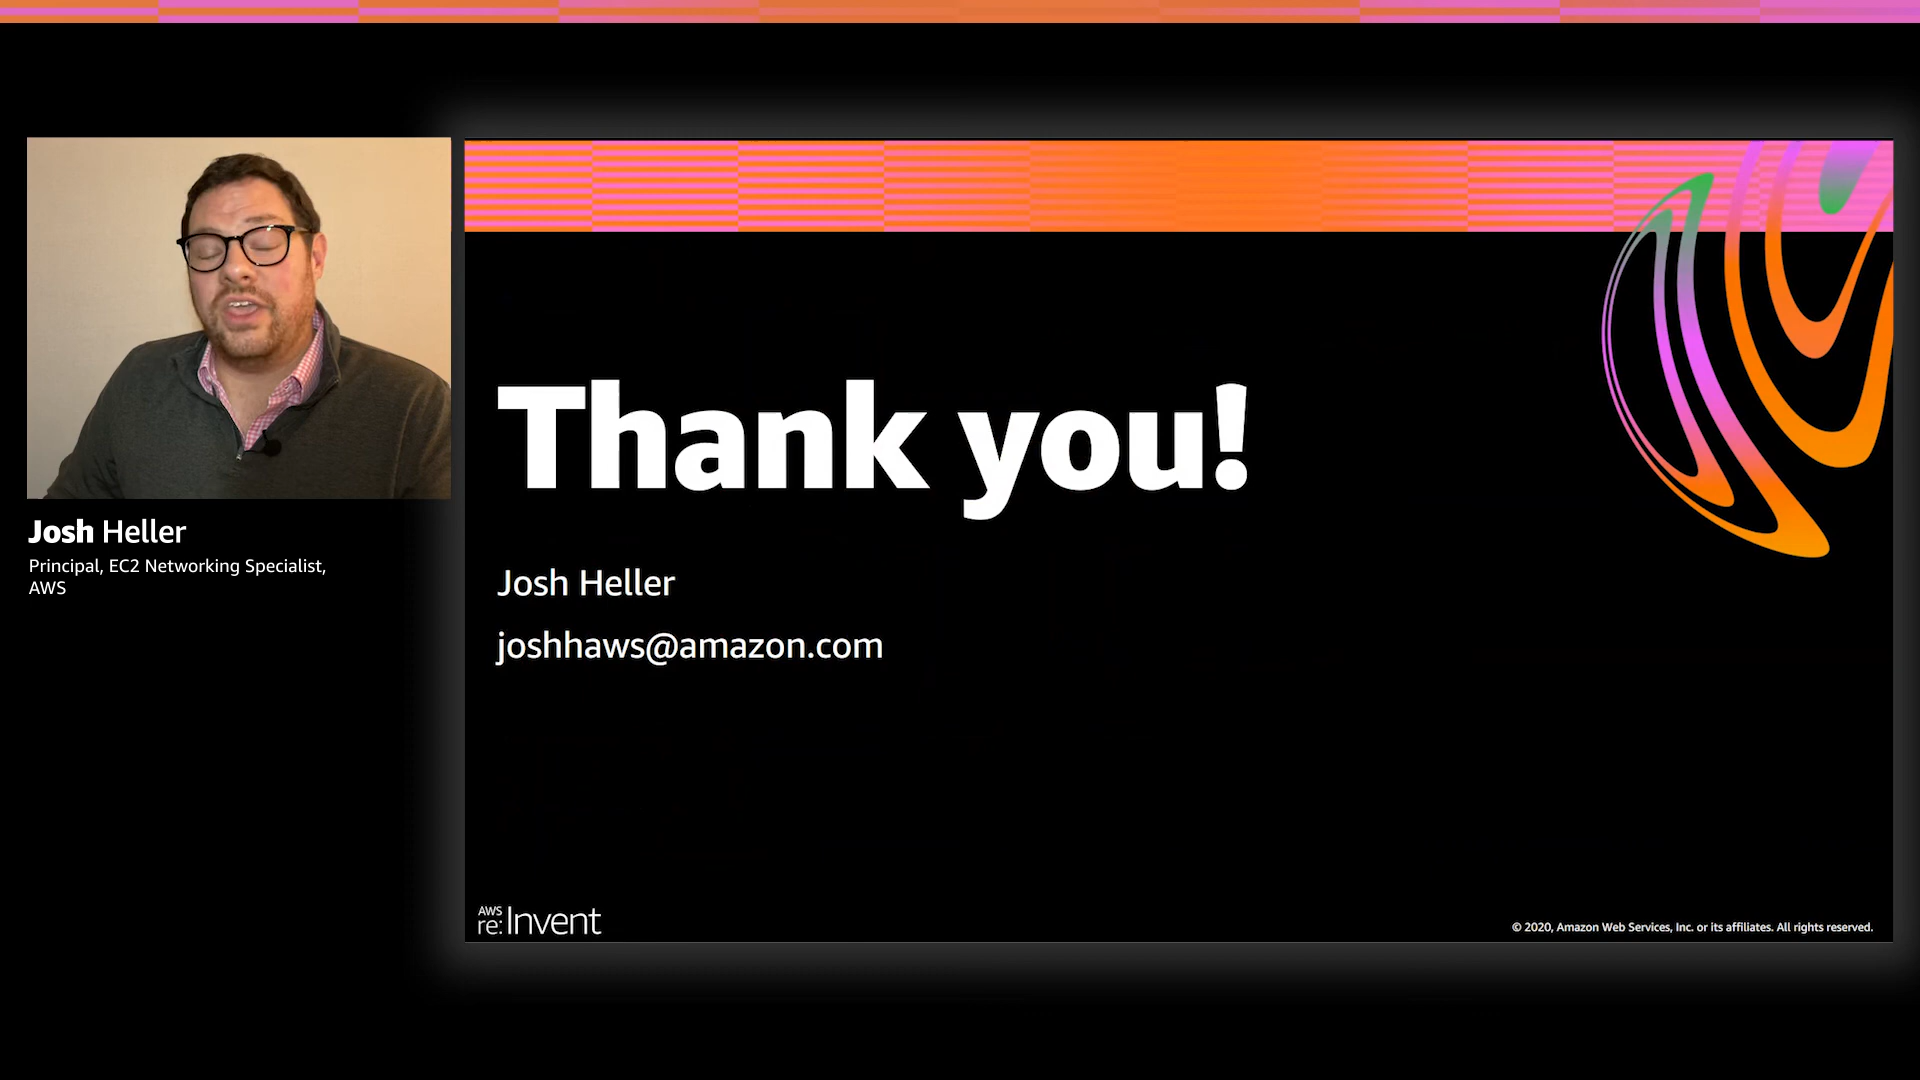 Josh Heller
Principal, EC2 Networking Specialist,
AWS
Thank you!
Josh Heller
joshhaws@amazon.com
AWS
re:Invent
© 2020, Amazon Web Services, Inc. or its affiliates. All rights reserved.